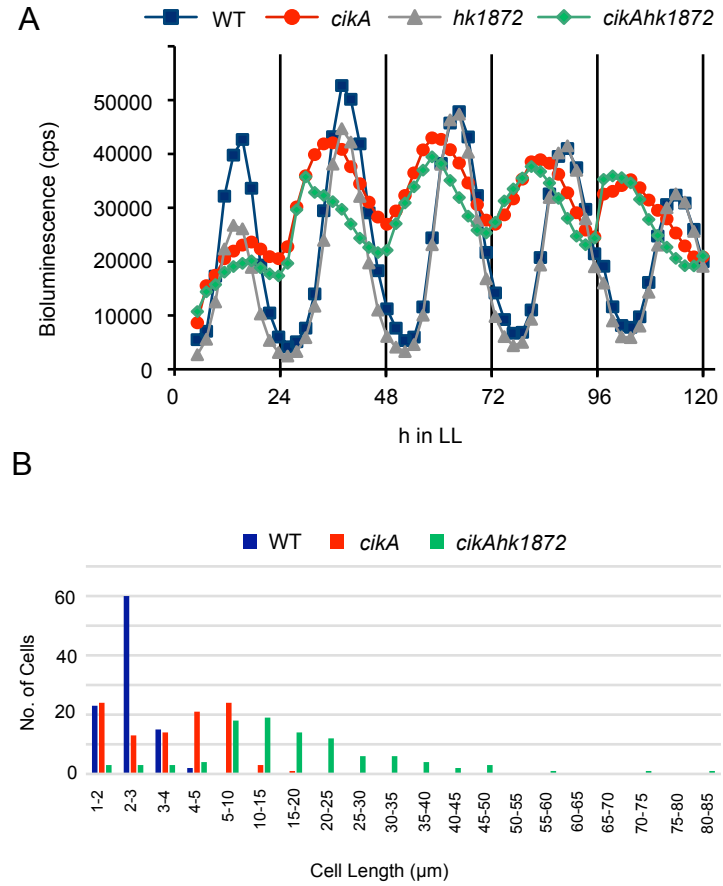 A
WT cikA hk1872 cikAhk1872
Bioluminescence (cps)
50000
40000
30000
20000
10000
0
0 24 48 72 96 120
h in LL
B
WT cikA cikAhk1872
No. of Cells
60
40
20
0
1-2 2-3 3-4 4-5 5-10 10-15 15-20 20-25 25-30 30-35 35-40 40-45 45-50 50-55 55-60 60-65 65-70 70-75 75-80 80-85
Cell Length (µm)